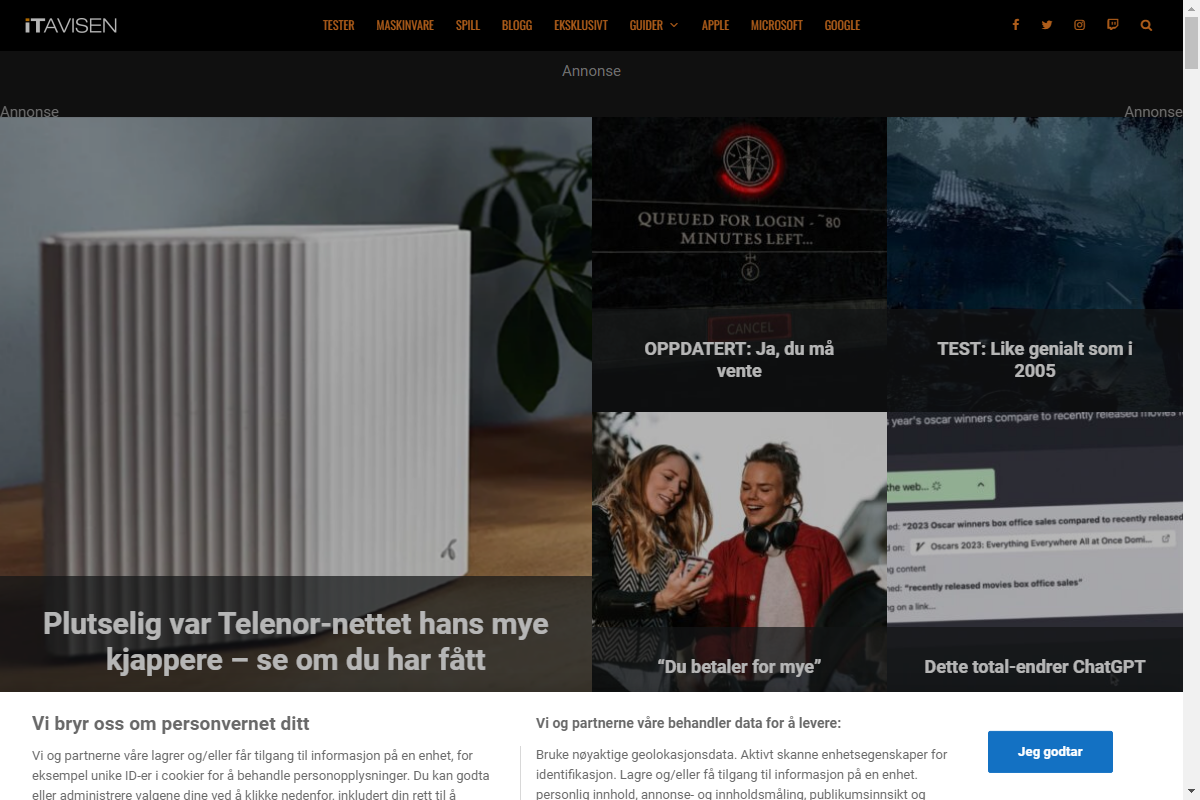 iTAVISEN
TESTER MASKINVARE SPILL BLOGG EKSKLUSIVT GUIDER APPLE MICROSOFT GOOGLE
Annonse
Annonse Annonse
QUEUED FOR LOGIN - ~80
MINUTES LEFT...
CANCEL
OPPDATERT: Ja, du må
vente
TEST: Like genialt som i
2005
year's oscar winners compare to recently released movies
the web...
"2023 Oscar winners box office sales compared to recently released
on:
Oscars 2023: Everything Everywhere All at Once Domi...
content
"recently released movies box office sales"
on a link...
Plutselig var Telenor-nettet hans mye
kjappere – se om du har fått
“Du betaler for mye”
Dette total-endrer ChatGPT
Vi bryr oss om personvernet ditt
Vi og partnerne våre lagrer og/eller får tilgang til informasjon på en enhet, for
eksempel unike ID-er i cookier for å behandle personopplysninger. Du kan godta
eller administrere valgene dine ved å klikke nedenfor, inkludert din rett til å
Vi og partnerne våre behandler data for å levere:
Bruke nøyaktige geolokasjonsdata. Aktivt skanne enhetsegenskaper for
identifikasjon. Lagre og/eller få tilgang til informasjon på en enhet.
personlig innhold, annonse- og innholdsmåling, publikumsinnsikt og
Jeg godtar